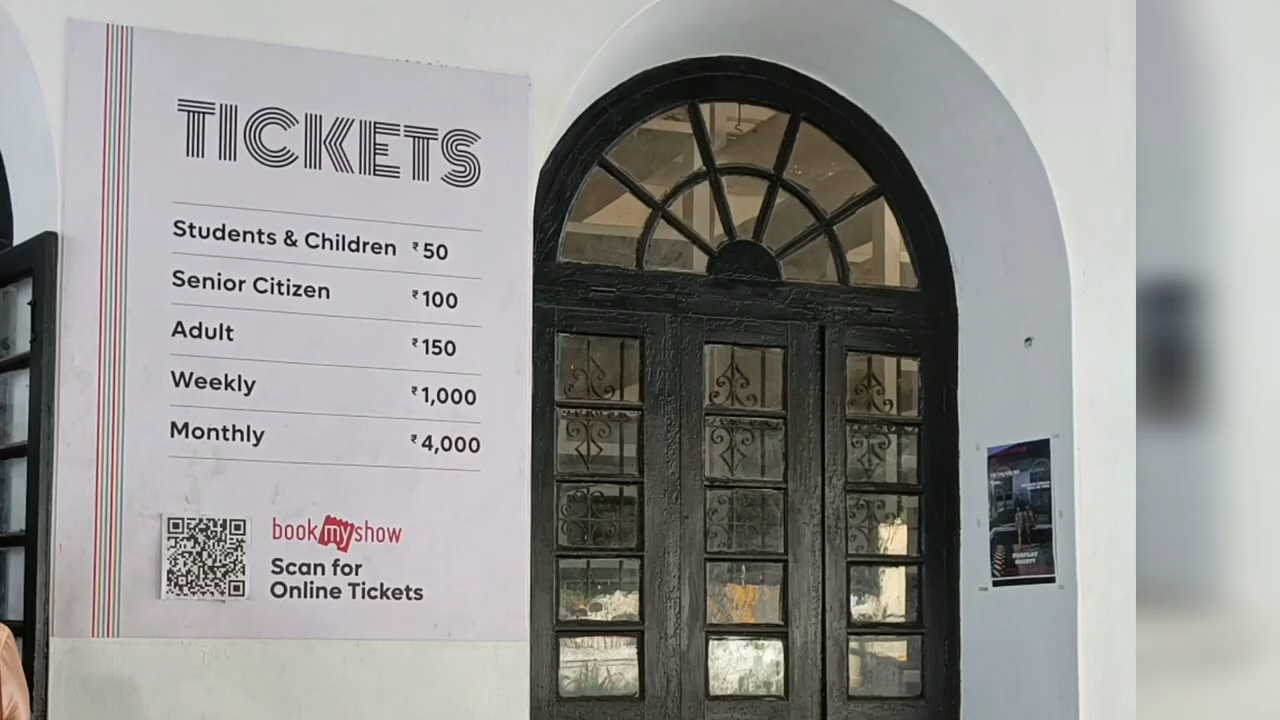 TICKETS
Students & Children ₹50
Senior Citizen ₹100
Adult ₹150
Weekly ₹1,000
Monthly ₹4,000
bookmyshow
Scan for
Online Tickets